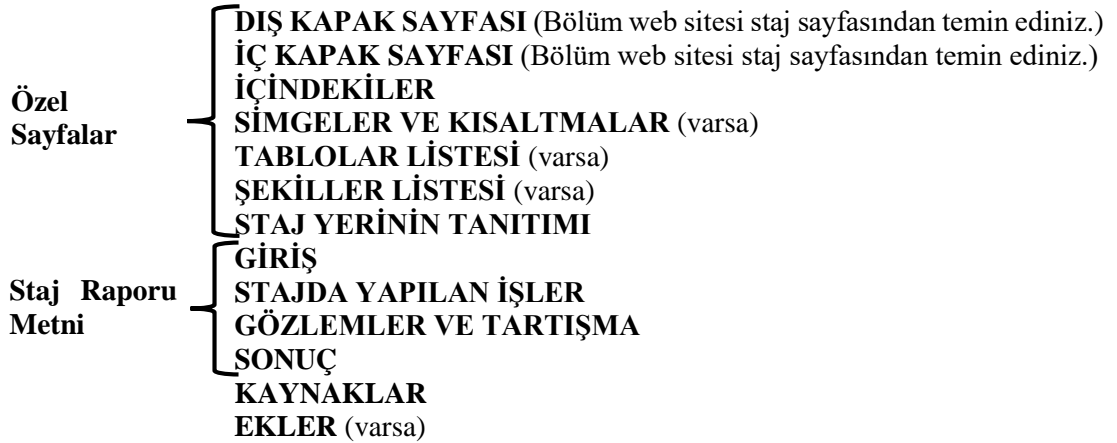 DIŞ KAPAK SAYFASI (Bölüm web sitesi staj sayfasından temin ediniz.)
İÇ KAPAK SAYFASI (Bölüm web sitesi staj sayfasından temin ediniz.)
İÇİNDEKİLER
Özel
Sayfalar
SİMGELER VE KISALTMALAR (varsa)
TABLOLAR LİSTESİ (varsa)
ŞEKİLLER LİSTESİ (varsa)
STAJ YERİNİN TANITIMI
GİRİŞ
Staj Raporu
Metni
STAJDA YAPILAN İŞLER
GÖZLEMLER VE TARTIŞMA
SONUÇ
KAYNAKLAR
EKLER (varsa)